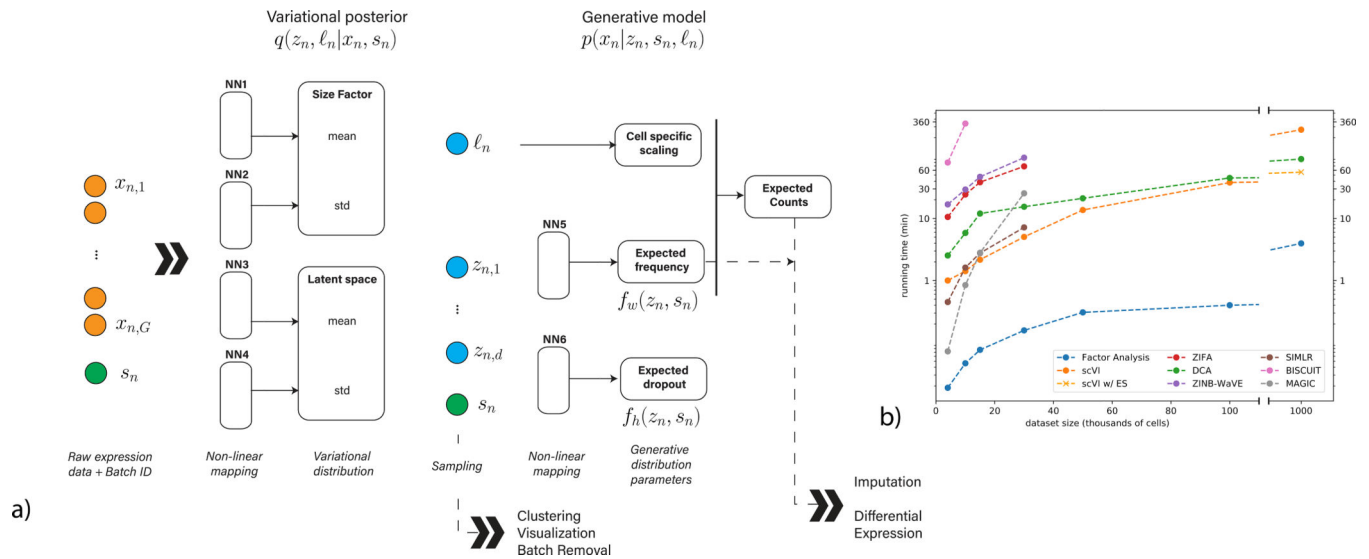 Variational posterior
q(z_n, ℓ_n|x_n, s_n)
Generative model
p(x_n|z_n, s_n, ℓ_n)
NN1
Size Factor
mean
NN2
std
NN3
Latent space
mean
NN4
std
x_{n,1}
⋮
x_{n,G}
s_n
ℓ_n
Cell specific
scaling
Expected
Counts
z_{n,1}
⋮
z_{n,d}
s_n
NN5
Expected
frequency
f_w(z_n, s_n)
NN6
Expected
dropout
f_h(z_n, s_n)
Raw expression
data + Batch ID
Non-linear
mapping
Variational
distribution
Sampling
Non-linear
mapping
Generative
distribution
parameters
Clustering
Visualization
Batch Removal
Imputation
Differential
Expression
a)
running time (min)
360
60
30
10
1
360
60
30
10
1
Factor Analysis
scVI
scVI w/ ES
ZIFA
DCA
ZINB-WaVE
SIMLR
BISCUIT
MAGIC
0 20 40 60 80 100 1000
dataset size (thousands of cells)
b)